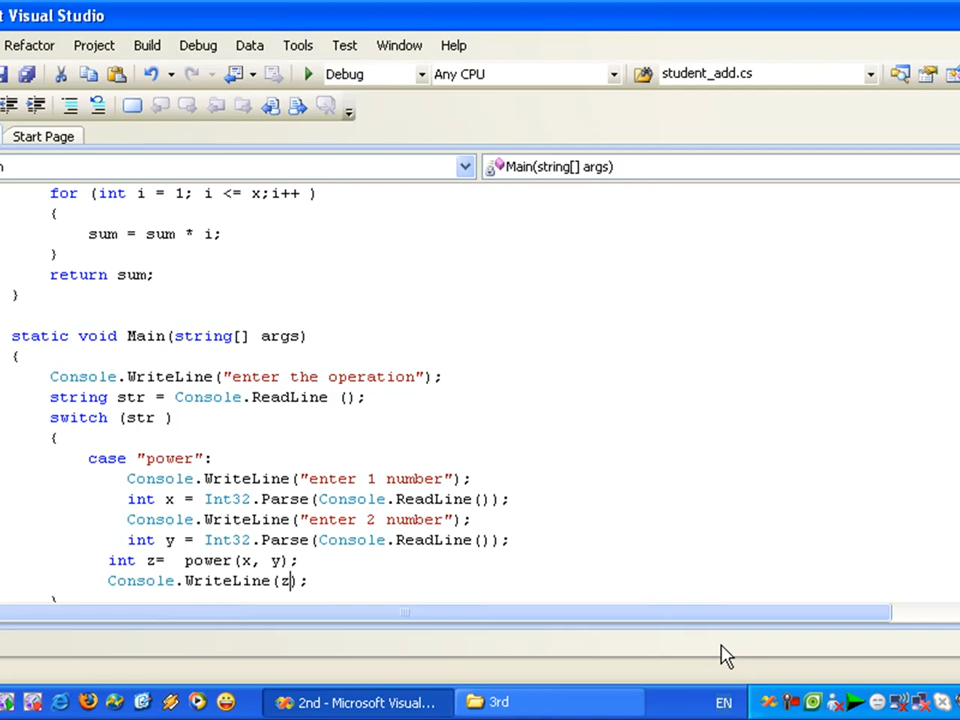 t Visual Studio
Refactor Project Build Debug Data Tools Test Window Help
Debug Any CPU student_add.cs
Start Page
n Main(string[] args)
for (int i = 1; i <= x;i++ )
{
sum = sum * i;
}
return sum;
}
static void Main(string[] args)
{
Console.WriteLine("enter the operation");
string str = Console.ReadLine ();
switch (str )
{
case "power":
Console.WriteLine("enter 1 number");
int x = Int32.Parse(Console.ReadLine());
Console.WriteLine("enter 2 number");
int y = Int32.Parse(Console.ReadLine());
int z=  power(x, y);
Console.WriteLine(z);
}
2nd - Microsoft Visual... 3rd EN